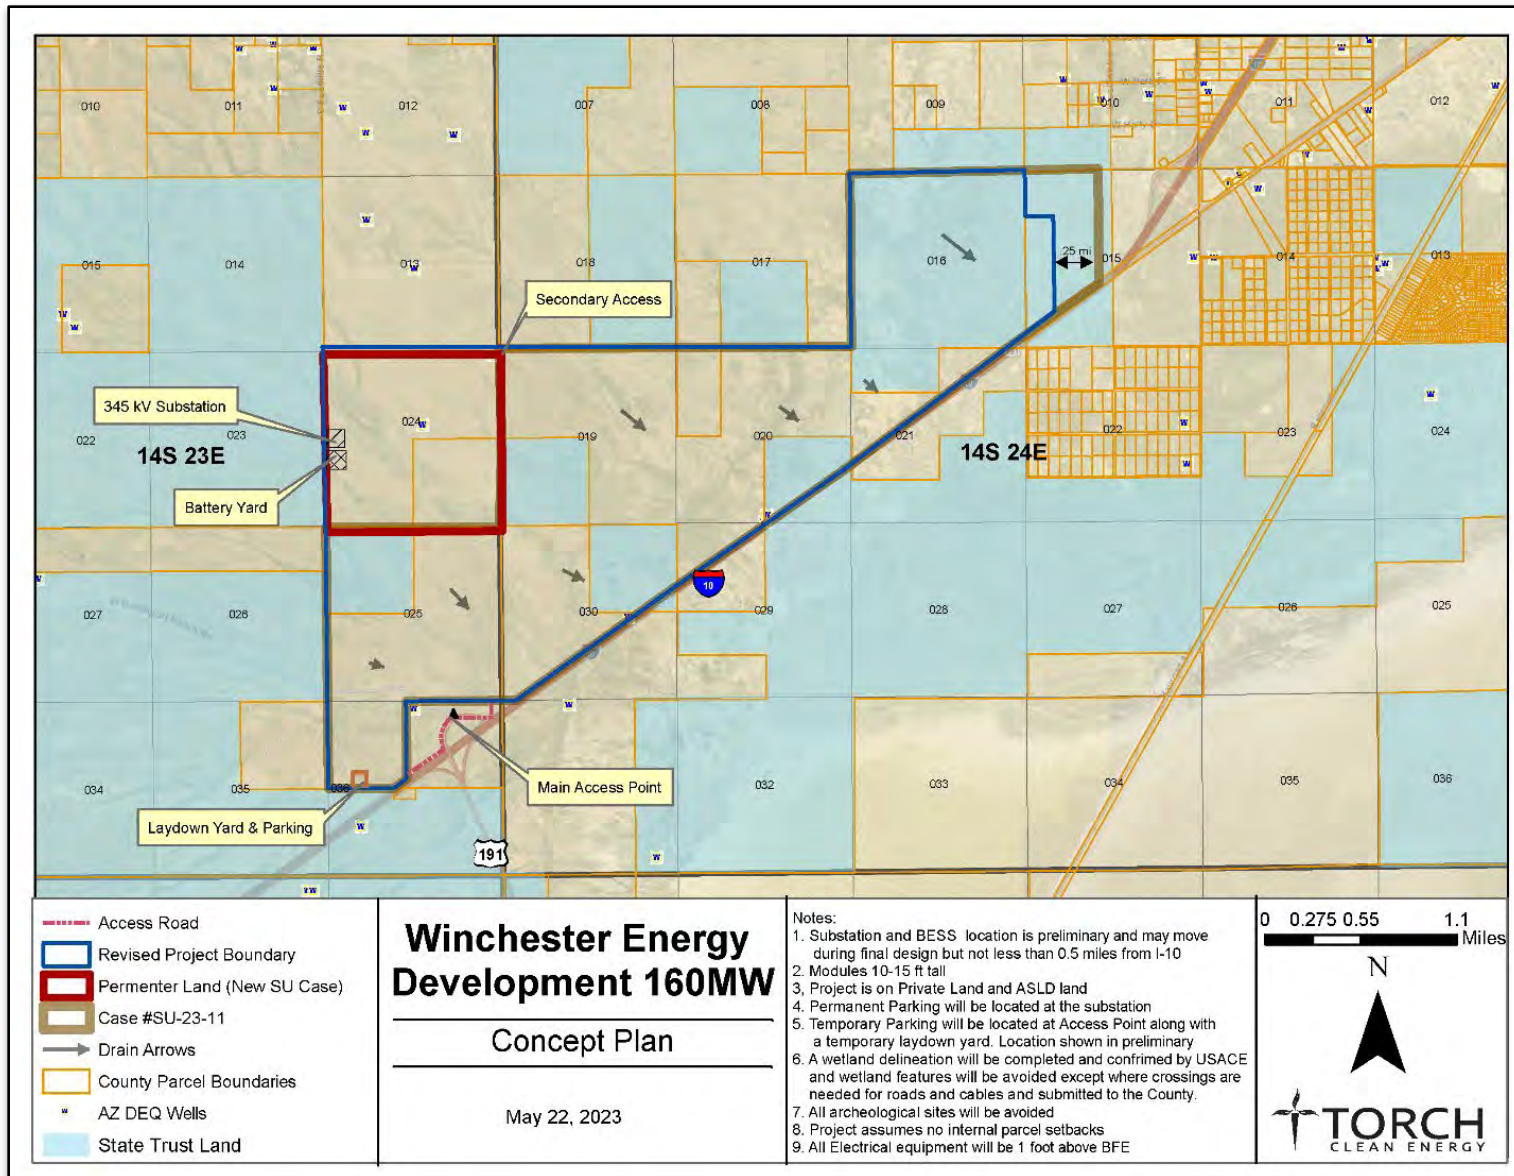 010
011
012
007
008
009
010
011
012
015
014
013
018
017
016
.25 mi
015
014
013
Secondary Access
345 kV Substation
022
023
024
14S 23E
019
020
021
14S 24E
022
023
024
Battery Yard
10
027
026
025
030
029
028
027
026
025
034
035
036
Main Access Point
032
033
034
035
036
Laydown Yard & Parking
191
Access Road
Revised Project Boundary
Permenter Land (New SU Case)
Case #SU-23-11
Drain Arrows
County Parcel Boundaries
w AZ DEQ Wells
State Trust Land
Winchester Energy
Development 160MW
Concept Plan
May 22, 2023
Notes:
1. Substation and BESS location is preliminary and may move
during final design but not less than 0.5 miles from I-10
2. Modules 10-15 ft tall
3, Project is on Private Land and ASLD land
4. Permanent Parking will be located at the substation
5. Temporary Parking will be located at Access Point along with
a temporary laydown yard. Location shown in preliminary
6. A wetland delineation will be completed and confrimed by USACE
and wetland features will be avoided except where crossings are
needed for roads and cables and submitted to the County.
7. All archeological sites will be avoided
8. Project assumes no internal parcel setbacks
9. All Electrical equipment will be 1 foot above BFE
0 0.275 0.55 1.1
Miles
N
TORCH
CLEAN ENERGY